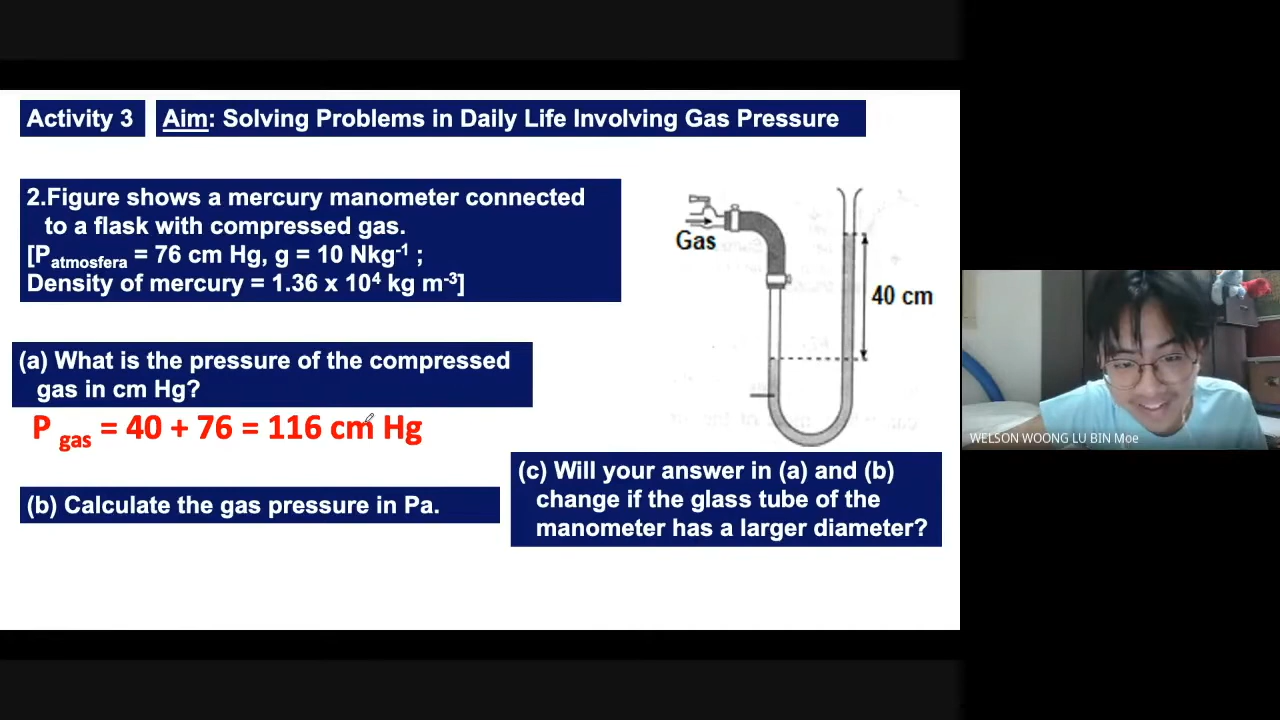 Activity 3
Aim: Solving Problems in Daily Life Involving Gas Pressure
2.Figure shows a mercury manometer connected
to a flask with compressed gas.
[Patmosfera = 76 cm Hg, g = 10 Nkg⁻¹ ;
Density of mercury = 1.36 x 10⁴ kg m⁻³]
Gas
40 cm
(a) What is the pressure of the compressed
gas in cm Hg?
P gas = 40 + 76 = 116 cm Hg
(b) Calculate the gas pressure in Pa.
(c) Will your answer in (a) and (b)
change if the glass tube of the
manometer has a larger diameter?
WELSON WOONG LU BIN Moe